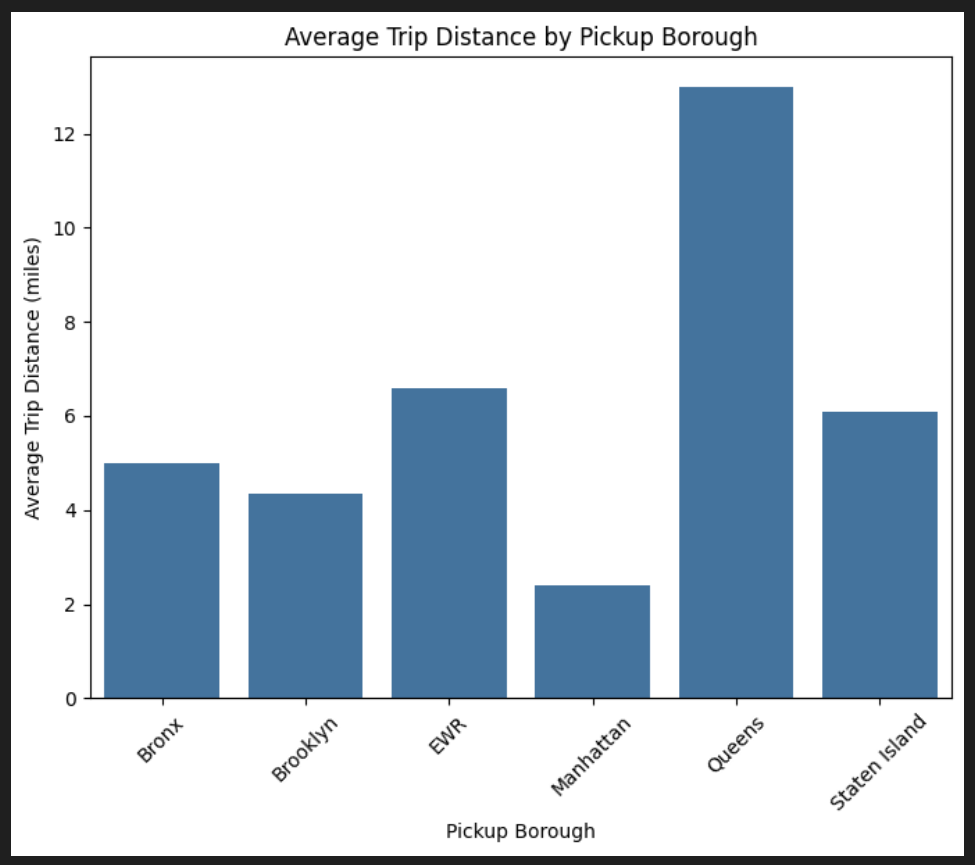 Average Trip Distance by Pickup Borough
Average Trip Distance (miles)
12
10
8
6
4
2
0
Bronx
Brooklyn
EWR
Manhattan
Queens
Staten Island
Pickup Borough